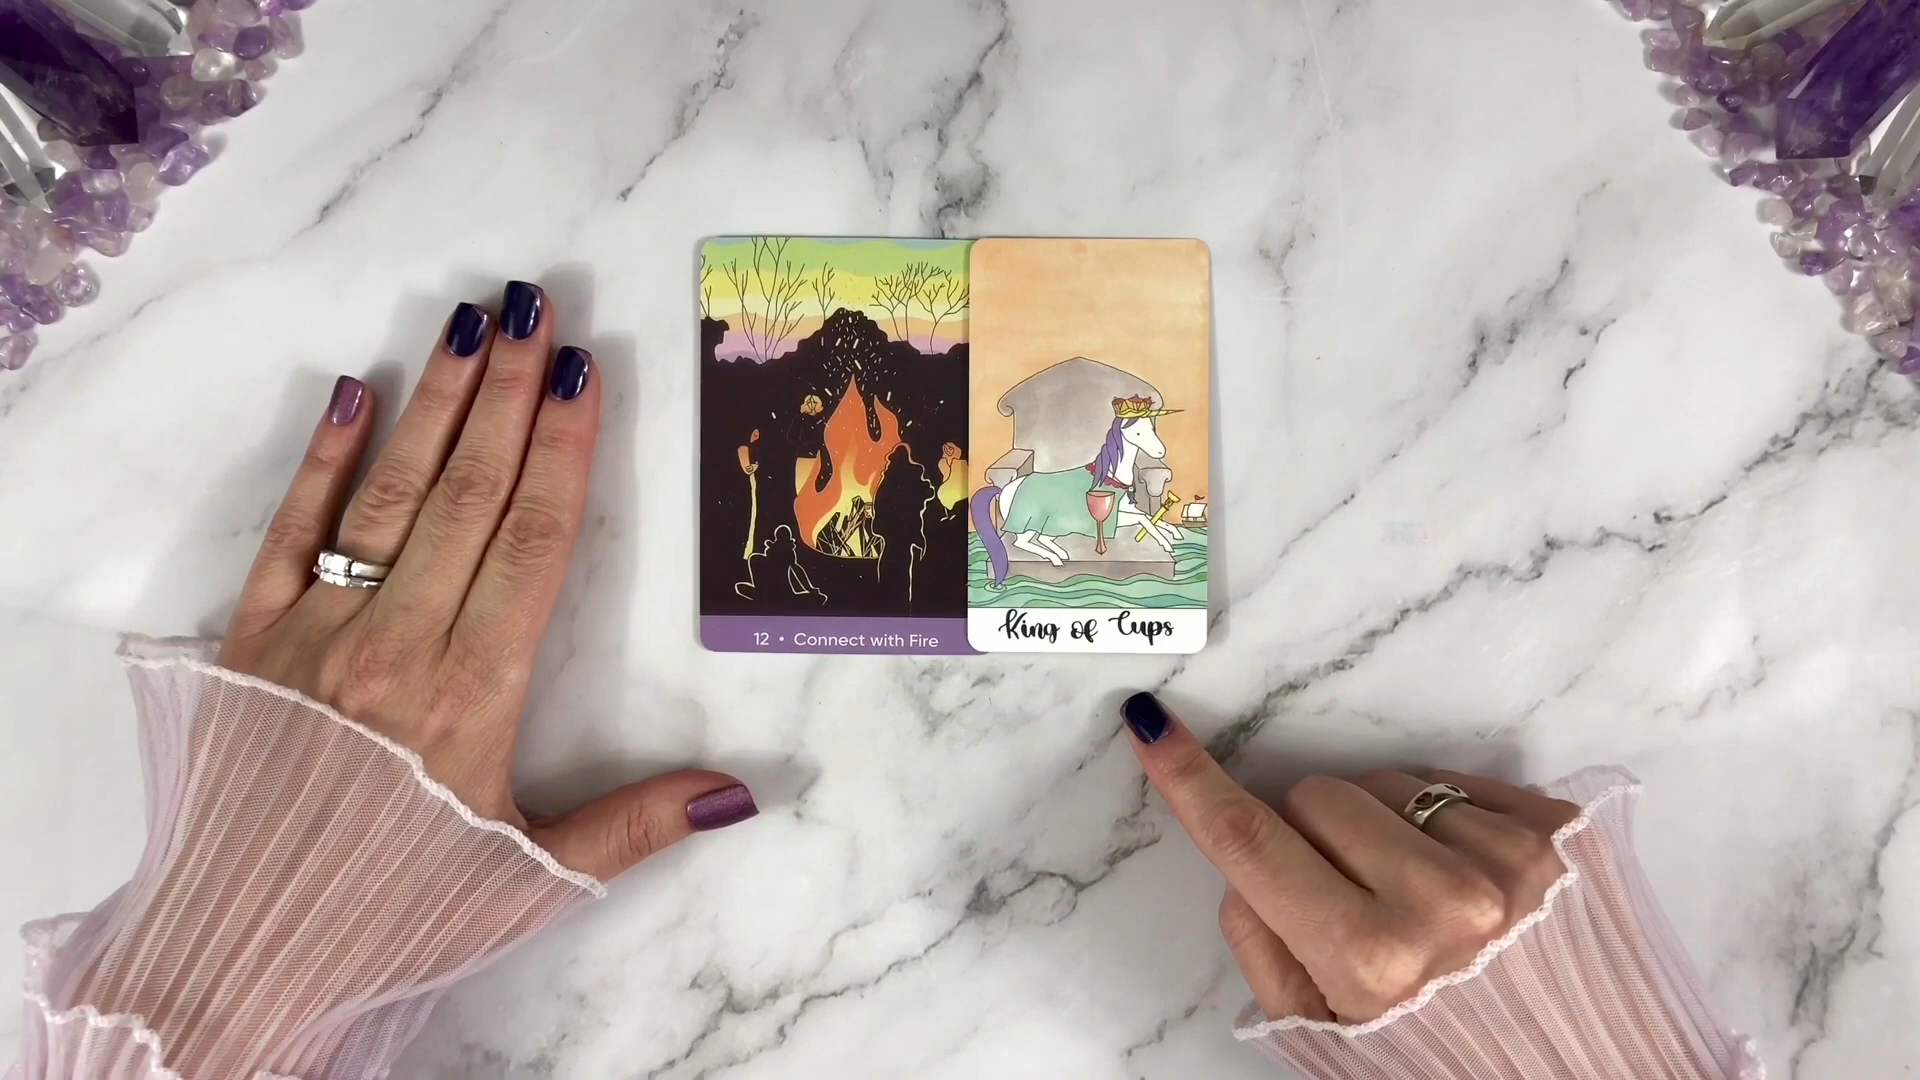 12 • Connect with Fire
King of Cups